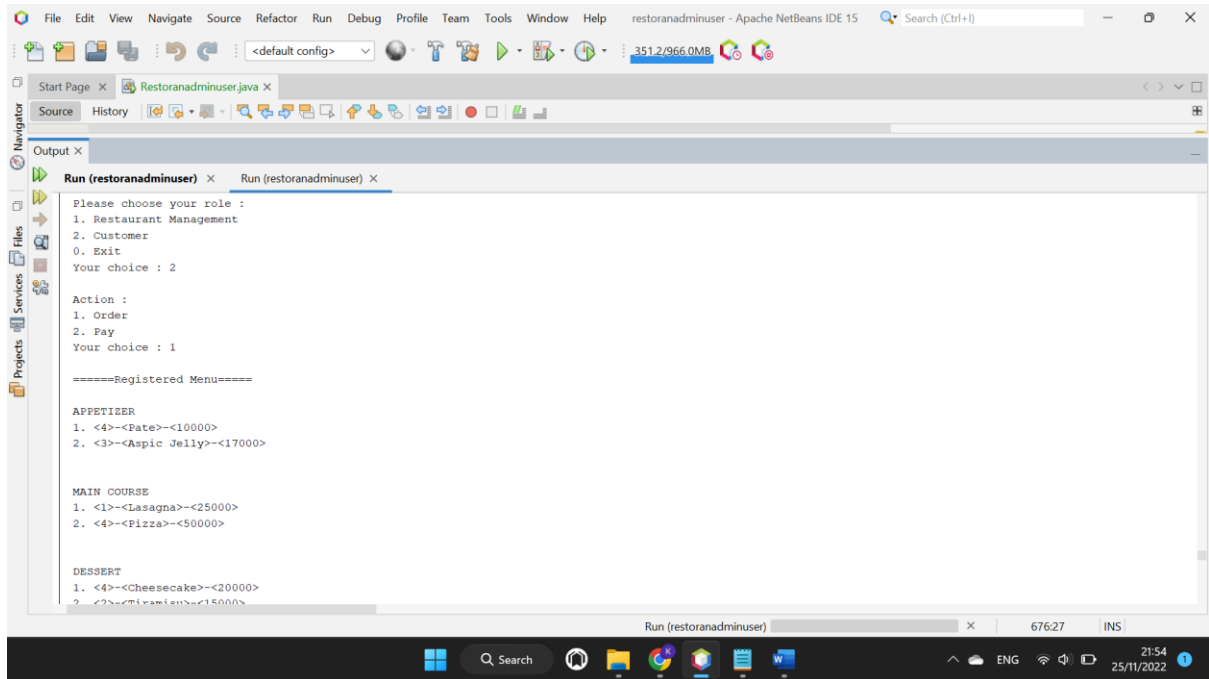 File Edit View Navigate Source Refactor Run Debug Profile Team Tools Window Help restoranadminuser - Apache NetBeans IDE 15 Search (Ctrl+I)
<default config> 351.2/966.0MB
Start Page Restoranadminuser.java
Source History
Navigator
Output
Run (restoranadminuser) Run (restoranadminuser)
Files
Services
Projects
Please choose your role :
1. Restaurant Management
2. Customer
0. Exit
Your choice : 2
Action :
1. Order
2. Pay
Your choice : 1
======Registered Menu=====
APPETIZER
1. <4>-<Pate>-<10000>
2. <3>-<Aspic Jelly>-<17000>
MAIN COURSE
1. <1>-<Lasagna>-<25000>
2. <4>-<Pizza>-<50000>
DESSERT
1. <4>-<Cheesecake>-<20000>
2. <2>-<Tiramisu>-<15000>
Run (restoranadminuser) 676:27 INS
Search ENG 21:54
25/11/2022 1